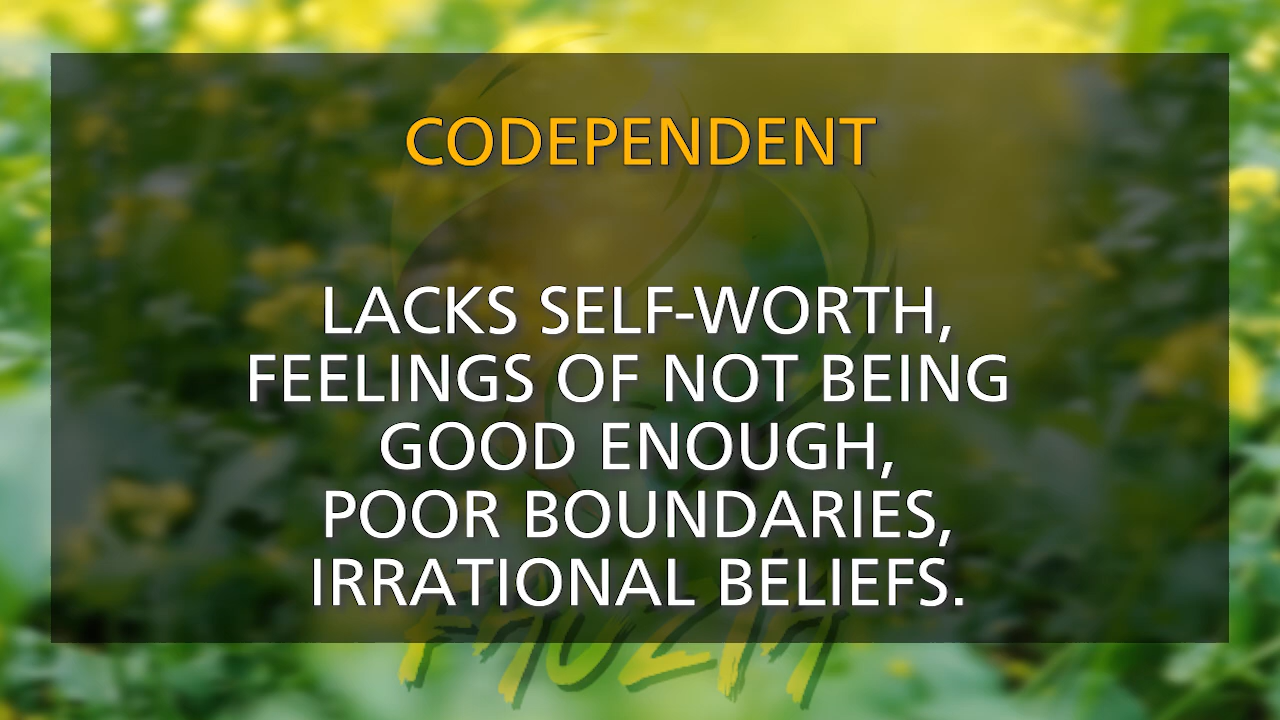 CODEPENDENT
LACKS SELF-WORTH,
FEELINGS OF NOT BEING
GOOD ENOUGH,
POOR BOUNDARIES,
IRRATIONAL BELIEFS.